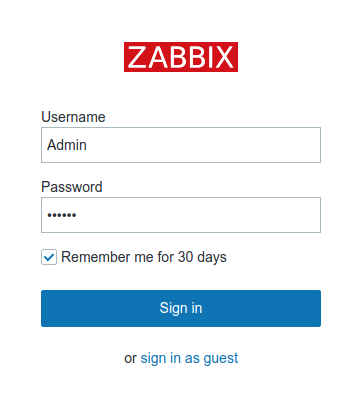 ZABBIX
Username
Admin
Password
••••••
Remember me for 30 days
Sign in
or sign in as guest